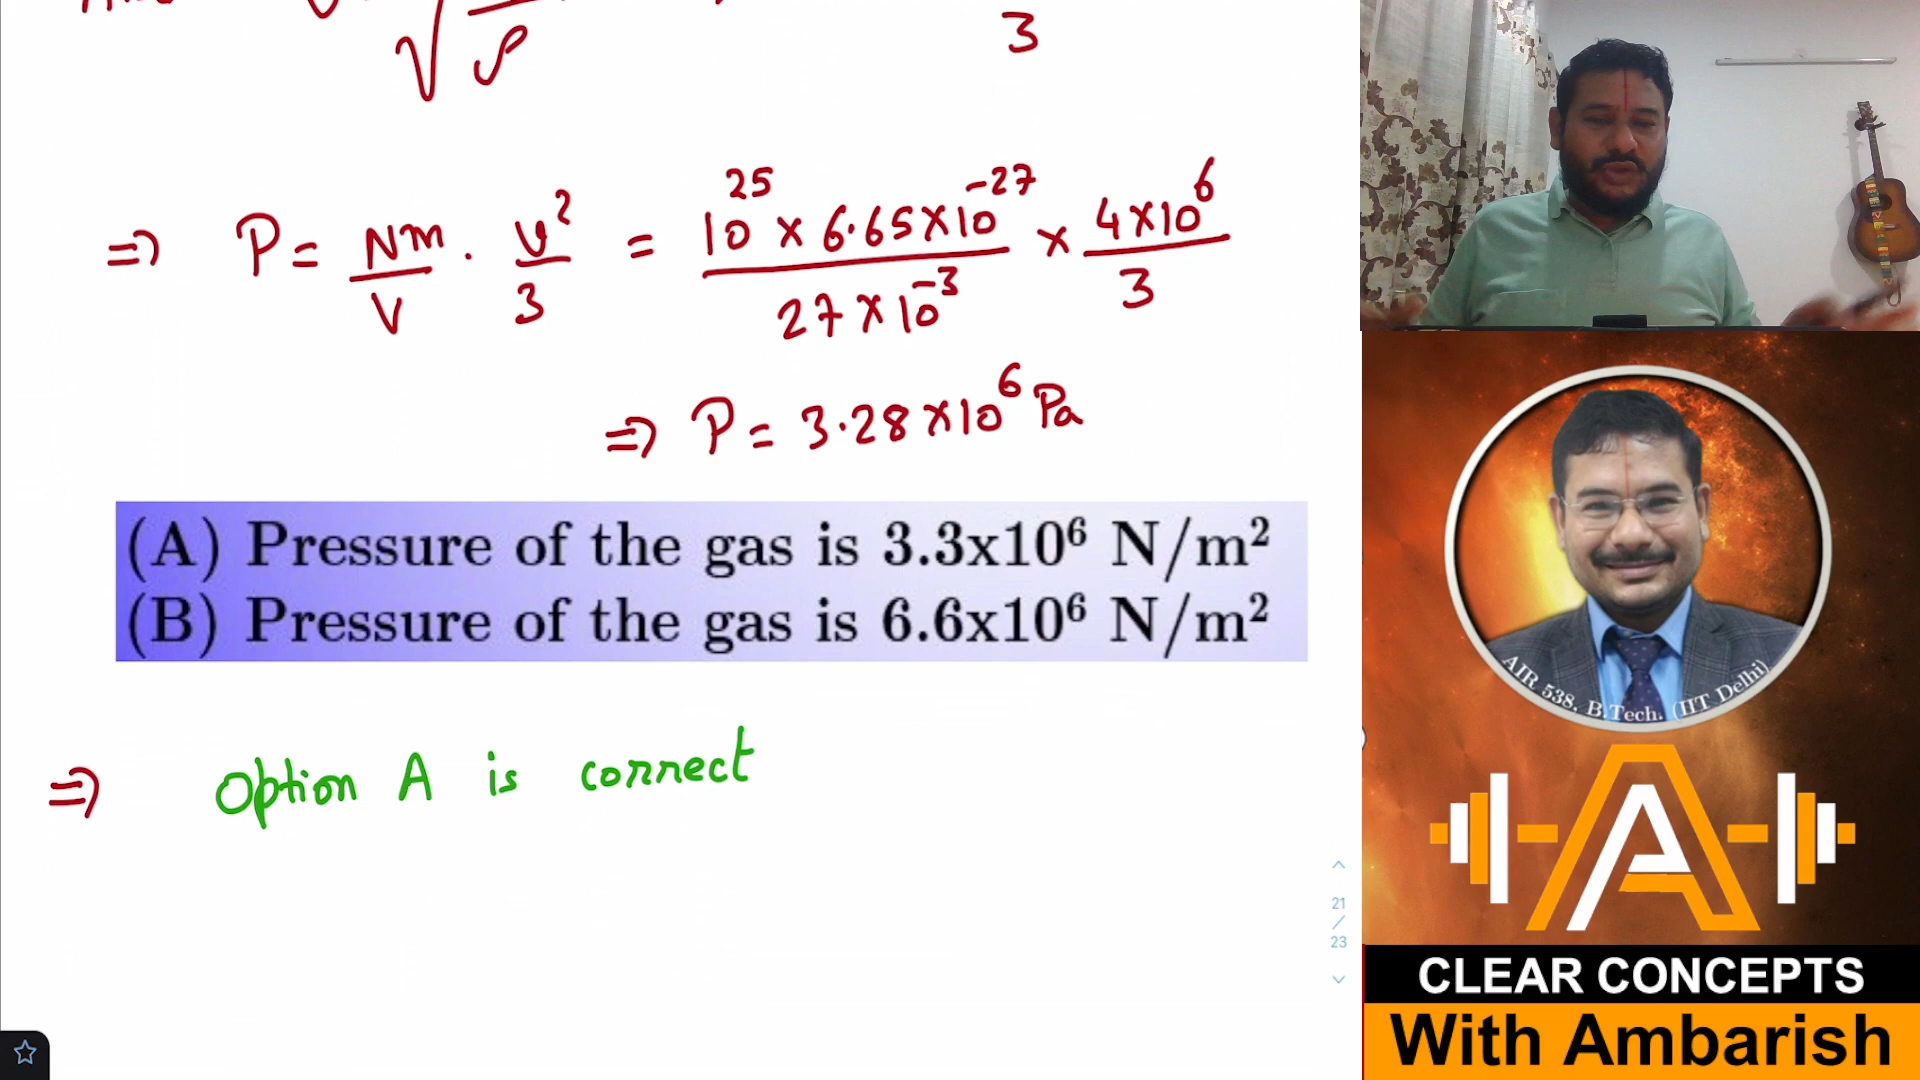 3
⇒ P = Nm/V · v²/3 = 10²⁵ × 6.65×10⁻²⁷ / 27×10⁻³ × 4×10⁶ / 3
⇒ P = 3.28×10⁶ Pa
(A) Pressure of the gas is 3.3x10⁶ N/m²
(B) Pressure of the gas is 6.6x10⁶ N/m²
⇒ Option A is correct
21
/
23
AIR 538, B.Tech. (IIT Delhi)
A
CLEAR CONCEPTS
With Ambarish